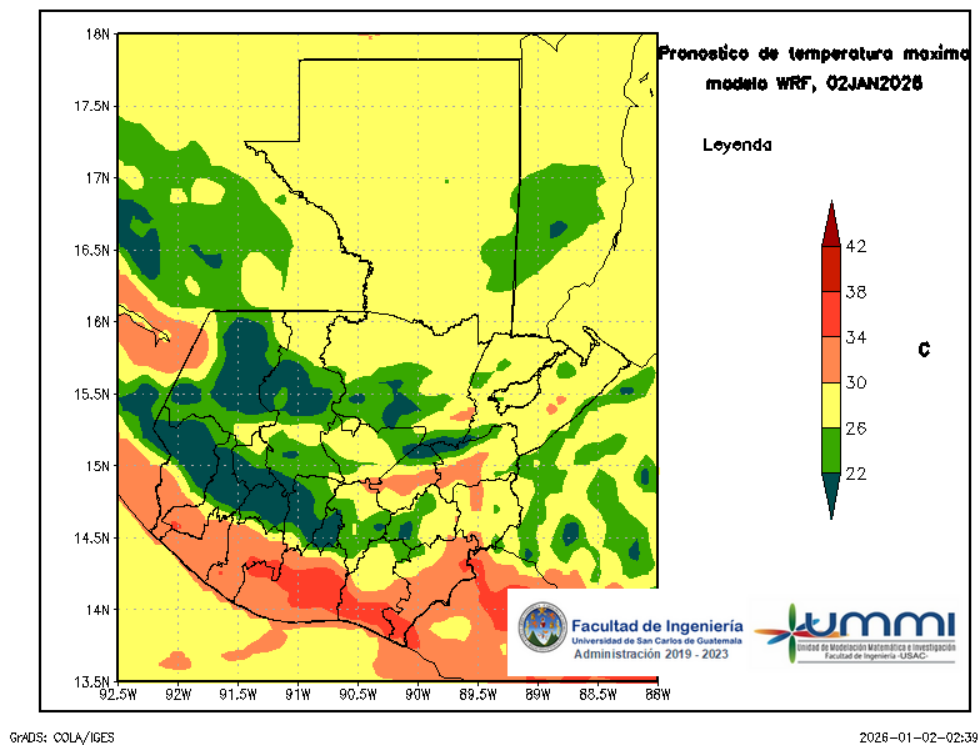 Pronostico de temperatura maxima
modelo WRF, 02JAN2026
Leyenda
42
38
34
30
26
22
C
18N
17.5N
17N
16.5N
16N
15.5N
15N
14.5N
14N
13.5N
92.5W
92W
91.5W
91W
90.5W
90W
89.5W
89W
88.5W
88W
Facultad de Ingeniería
Universidad de San Carlos de Guatemala
Administración 2019 - 2023
ummi
Unidad de Modelación Matemática e Investigación
Facultad de Ingeniería -USAC-
GrADS: COLA/IGES
2026-01-02-02:39